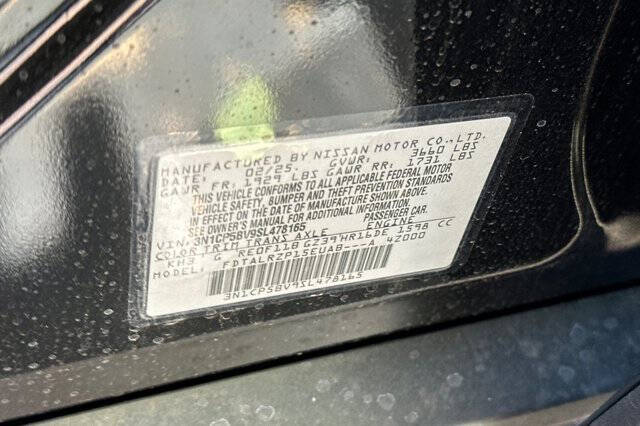 MANUFACTURED BY NISSAN MOTOR CO.,LTD.
DATE: 02/25. GVWR: 3660 LBS
GAWR FR: 1929 LBS GAWR RR: 1731 LBS
THIS VEHICLE CONFORMS TO ALL APPLICABLE FEDERAL MOTOR
VEHICLE SAFETY, BUMPER AND THEFT PREVENTION STANDARDS
IN EFFECT ON THE DATE OF MANUFACTURE SHOWN ABOVE.
SEE OWNER'S MANUAL FOR ADDITIONAL INFORMATION.
VIN: 3N1CP5BV9SL478165 PASSENGER CAR.
COLOR TRIM TRANS AXLE ENGINE
KH3 G RE0F11B GZ39 HR16DE 1598 CC
MODEL: FDTALRZP15EUAB---A 42000
3N1CP5BV9SL478165